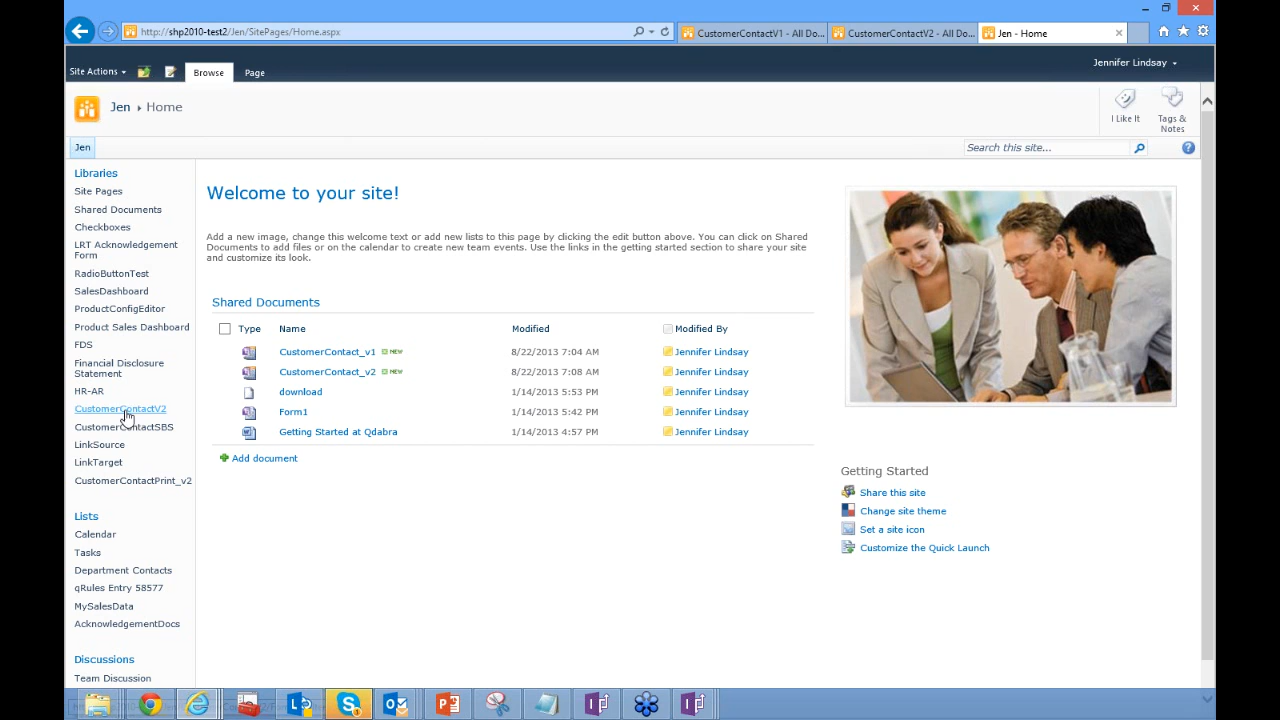 http://shp2010-test2/Jen/SitePages/Home.aspx
CustomerContactV1 - All Do...
CustomerContactV2 - All Do...
Jen - Home
Site Actions
Browse
Page
Jennifer Lindsay
Jen ▸ Home
I Like It
Tags &
Notes
Jen
Search this site...
Libraries
Site Pages
Shared Documents
Checkboxes
LRT Acknowledgement
Form
RadioButtonTest
SalesDashboard
ProductConfigEditor
Product Sales Dashboard
FDS
Financial Disclosure
Statement
HR-AR
CustomerContactV2
CustomerContactSBS
LinkSource
LinkTarget
CustomerContactPrint_v2
Lists
Calendar
Tasks
Department Contacts
qRules Entry 58577
MySalesData
AcknowledgementDocs
Discussions
Team Discussion
Welcome to your site!
Add a new image, change this welcome text or add new lists to this page by clicking the edit button above. You can click on Shared
Documents to add files or on the calendar to create new team events. Use the links in the getting started section to share your site
and customize its look.
Shared Documents
Type Name Modified Modified By
CustomerContact_v1 NEW 8/22/2013 7:04 AM Jennifer Lindsay
CustomerContact_v2 NEW 8/22/2013 7:08 AM Jennifer Lindsay
download 1/14/2013 5:53 PM Jennifer Lindsay
Form1 1/14/2013 5:42 PM Jennifer Lindsay
Getting Started at Qdabra 1/14/2013 4:57 PM Jennifer Lindsay
Add document
Getting Started
Share this site
Change site theme
Set a site icon
Customize the Quick Launch